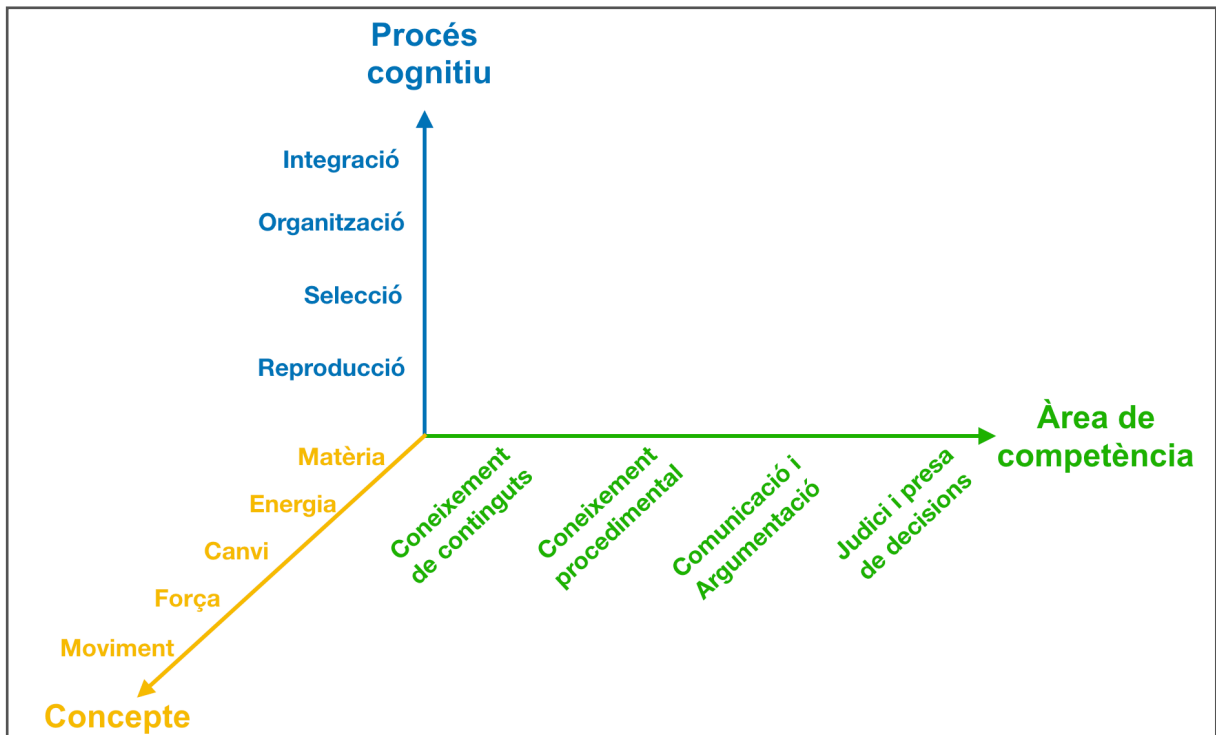 Procés
cognitiu
Integració
Organització
Selecció
Reproducció
Matèria
Energia
Canvi
Força
Moviment
Concepte
Coneixement
de continguts
Coneixement
procedimental
Comunicació i
Argumentació
Judici i presa
de decisions
Àrea de
competència